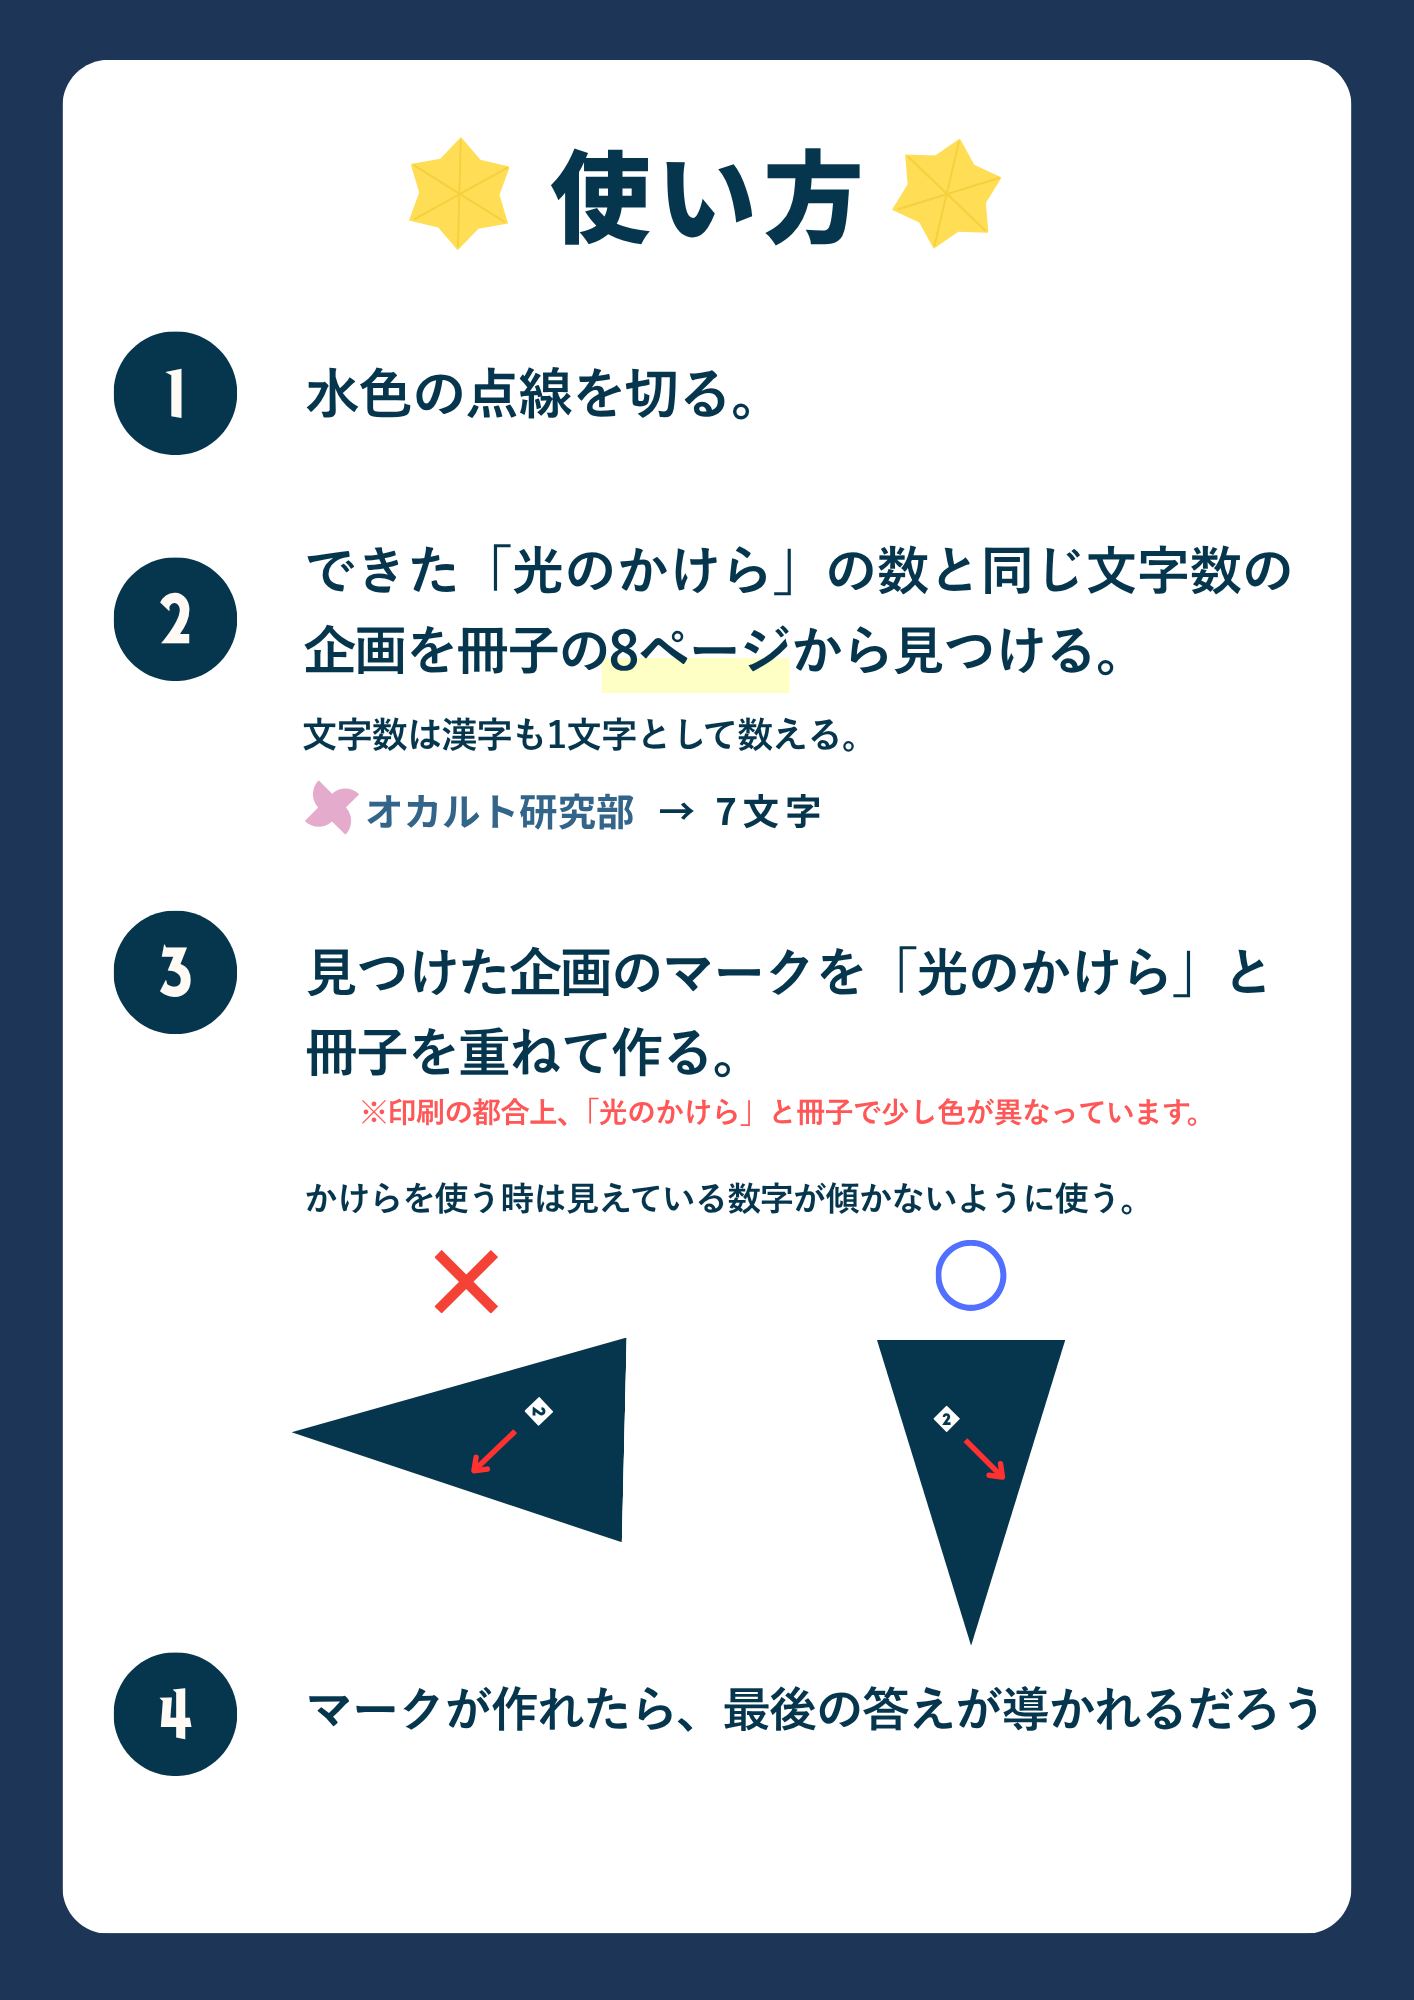 使い方
1
水色の点線を切る。
2
できた「光のかけら」の数と同じ文字数の
企画を冊子の8ページから見つける。
文字数は漢字も1文字として数える。
オカルト研究部 → 7文字
3
見つけた企画のマークを「光のかけら」と
冊子を重ねて作る。
※印刷の都合上、「光のかけら」と冊子で少し色が異なっています。
かけらを使う時は見えている数字が傾かないように使う。
2
2
4
マークが作れたら、最後の答えが導かれるだろう